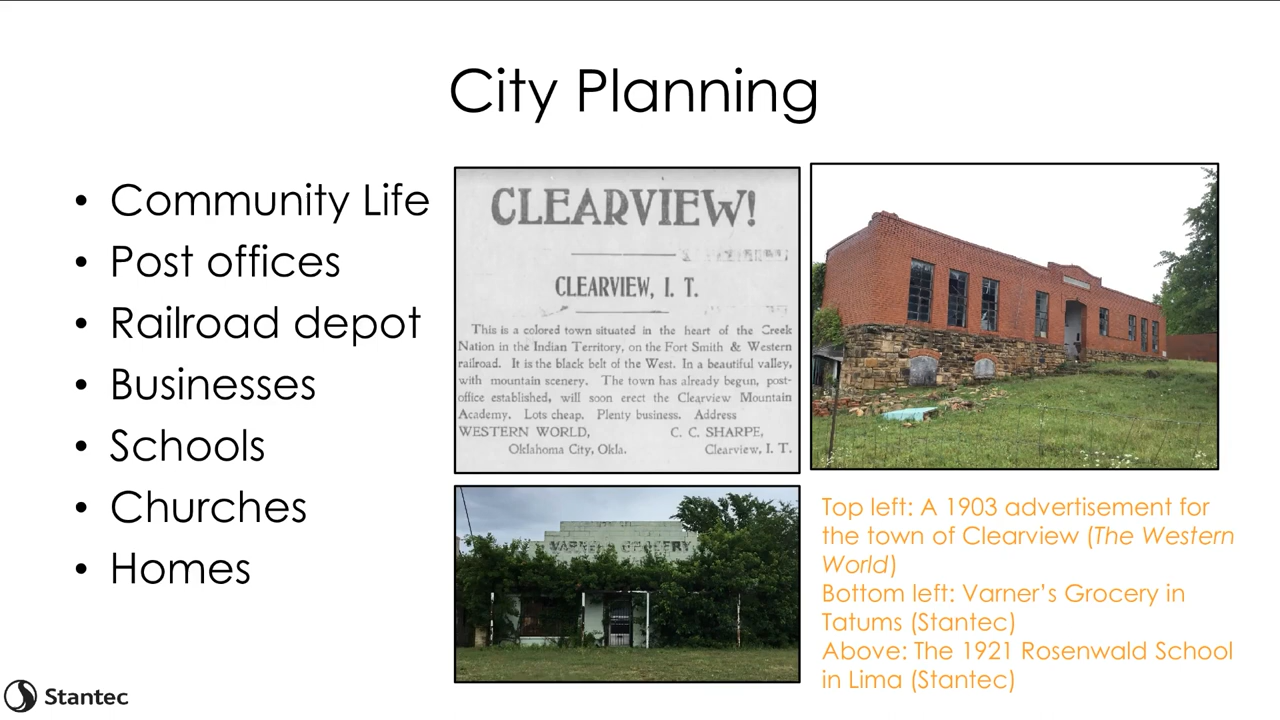 City Planning
• Community Life
• Post offices
• Railroad depot
• Businesses
• Schools
• Churches
• Homes
CLEARVIEW!
CLEARVIEW, I. T.
This is a colored town situated in the heart of the Creek
Nation in the Indian Territory, on the Fort Smith & Western
railroad. It is the black belt of the West. In a beautiful valley,
with mountain scenery. The town has already begun, post-
office established, will soon erect the Clearview Mountain
Academy. Lots cheap. Plenty business. Address
WESTERN WORLD, C. C. SHARPE,
Oklahoma City, Okla. Clearview, I. T.
VARNER'S GROCERY
Top left: A 1903 advertisement for
the town of Clearview (The Western
World)
Bottom left: Varner’s Grocery in
Tatums (Stantec)
Above: The 1921 Rosenwald School
in Lima (Stantec)
Stantec